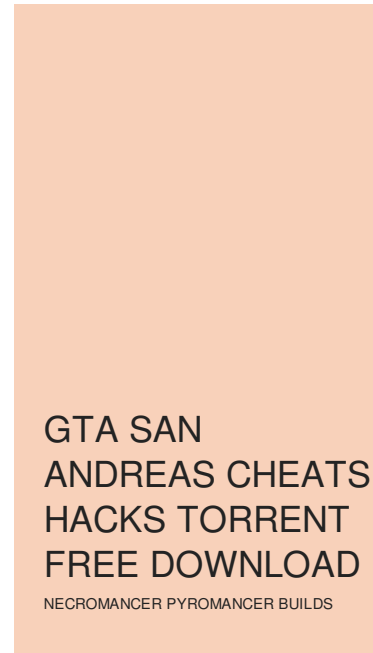 GTA SAN
ANDREAS CHEATS
HACKS TORRENT
FREE DOWNLOAD
NECROMANCER PYROMANCER BUILDS